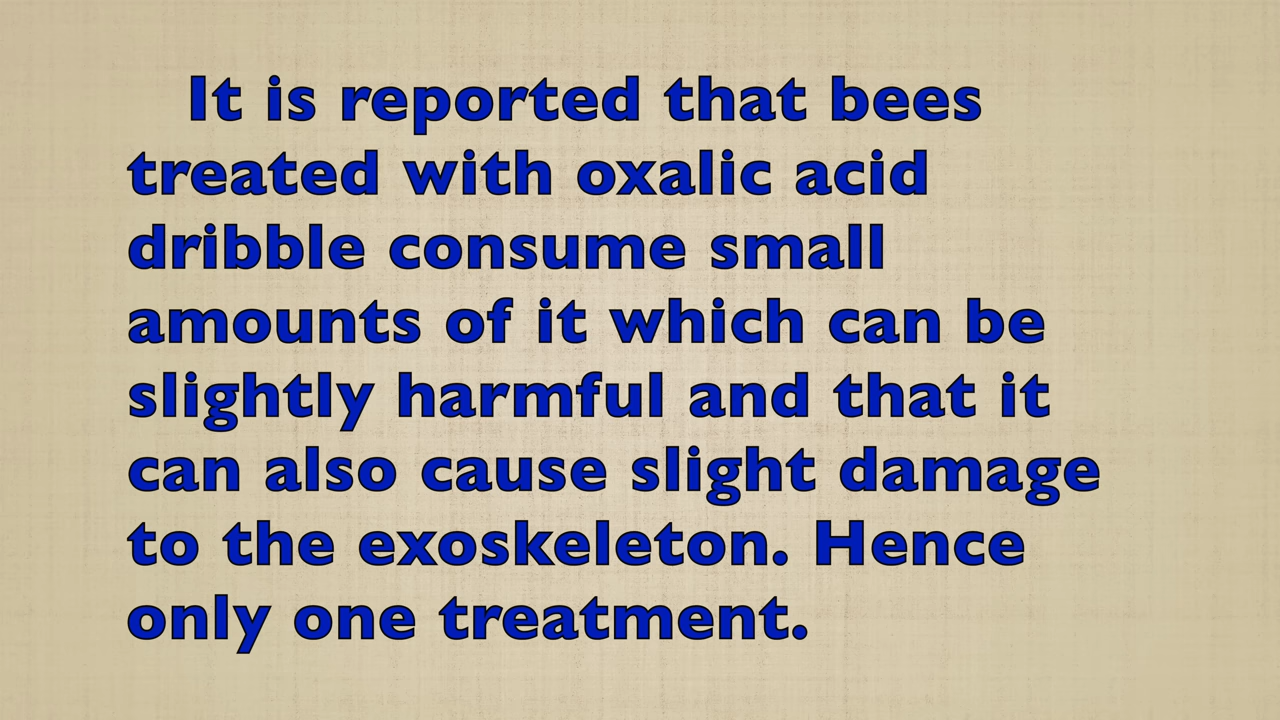 It is reported that bees
treated with oxalic acid
dribble consume small
amounts of it which can be
slightly harmful and that it
can also cause slight damage
to the exoskeleton. Hence
only one treatment.